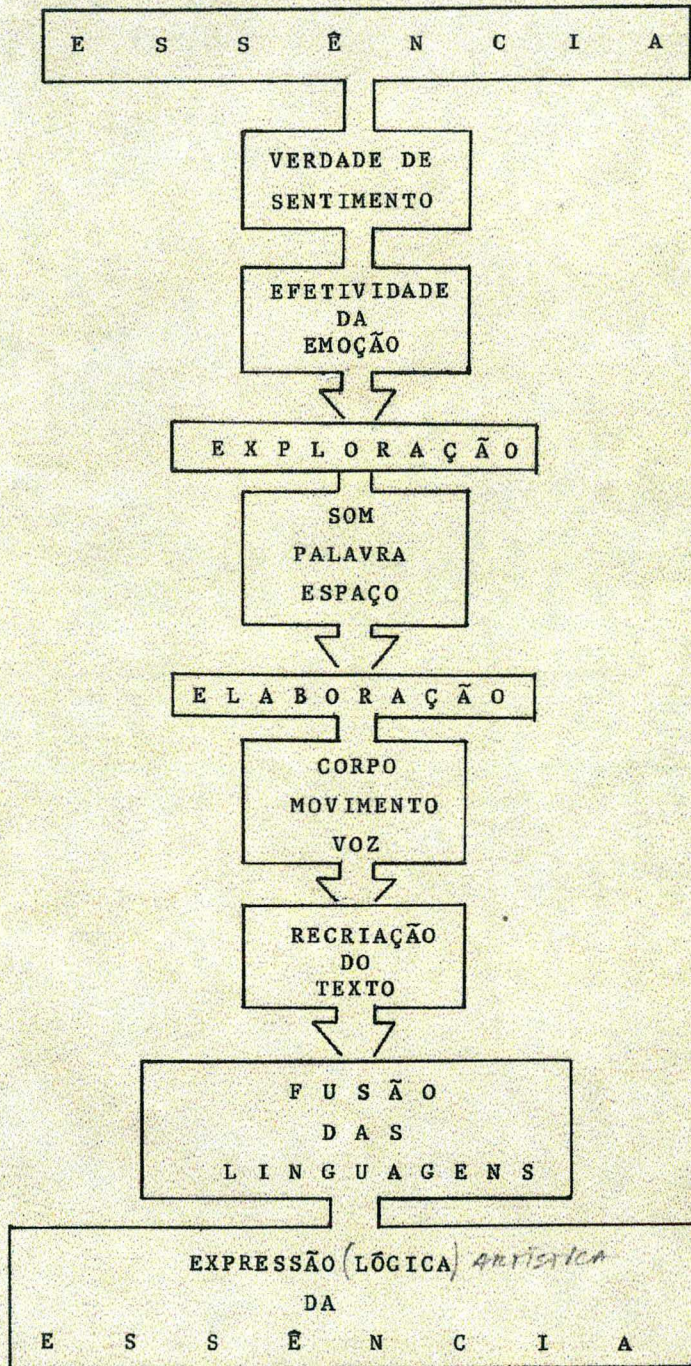 E S S Ê N C I A
VERDADE DE
SENTIMENTO
EFETIVIDADE
DA
EMOÇÃO
E X P L O R A Ç Ã O
SOM
PALAVRA
ESPAÇO
E L A B O R A Ç Ã O
CORPO
MOVIMENTO
VOZ
RECRIAÇÃO
DO
TEXTO
F U S Ã O
D A S
L I N G U A G E N S
EXPRESSÃO (LÓGICA) ARTÍSTICA
DA
E S S Ê N C I A